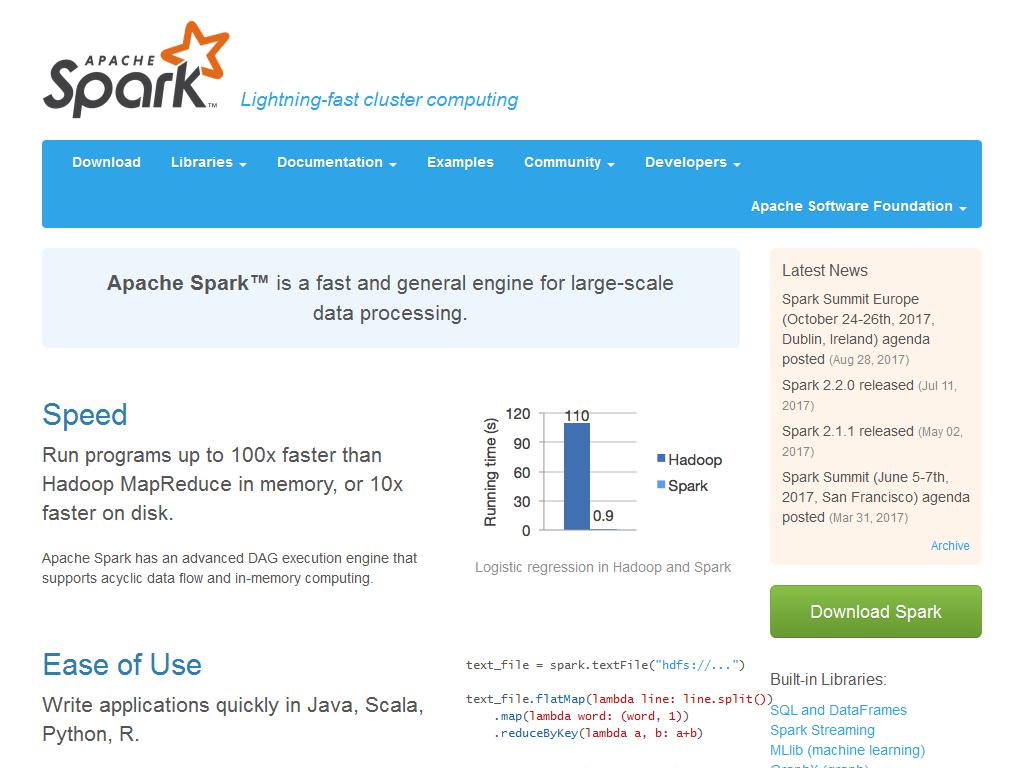 APACHE
Spark™
Lightning-fast cluster computing
Download Libraries Documentation Examples Community Developers
Apache Software Foundation
Apache Spark™ is a fast and general engine for large-scale
data processing.
Speed
Run programs up to 100x faster than
Hadoop MapReduce in memory, or 10x
faster on disk.
Apache Spark has an advanced DAG execution engine that
supports acyclic data flow and in-memory computing.
Running time (s)
120
90
60
30
0
110
0.9
Hadoop
Spark
Logistic regression in Hadoop and Spark
Ease of Use
Write applications quickly in Java, Scala,
Python, R.
text_file = spark.textFile("hdfs://...")
text_file.flatMap(lambda line: line.split())
.map(lambda word: (word, 1))
.reduceByKey(lambda a, b: a+b)
Latest News
Spark Summit Europe
(October 24-26th, 2017,
Dublin, Ireland) agenda
posted (Aug 28, 2017)
Spark 2.2.0 released (Jul 11,
2017)
Spark 2.1.1 released (May 02,
2017)
Spark Summit (June 5-7th,
2017, San Francisco) agenda
posted (Mar 31, 2017)
Archive
Download Spark
Built-in Libraries:
SQL and DataFrames
Spark Streaming
MLlib (machine learning)
GraphX (graph)